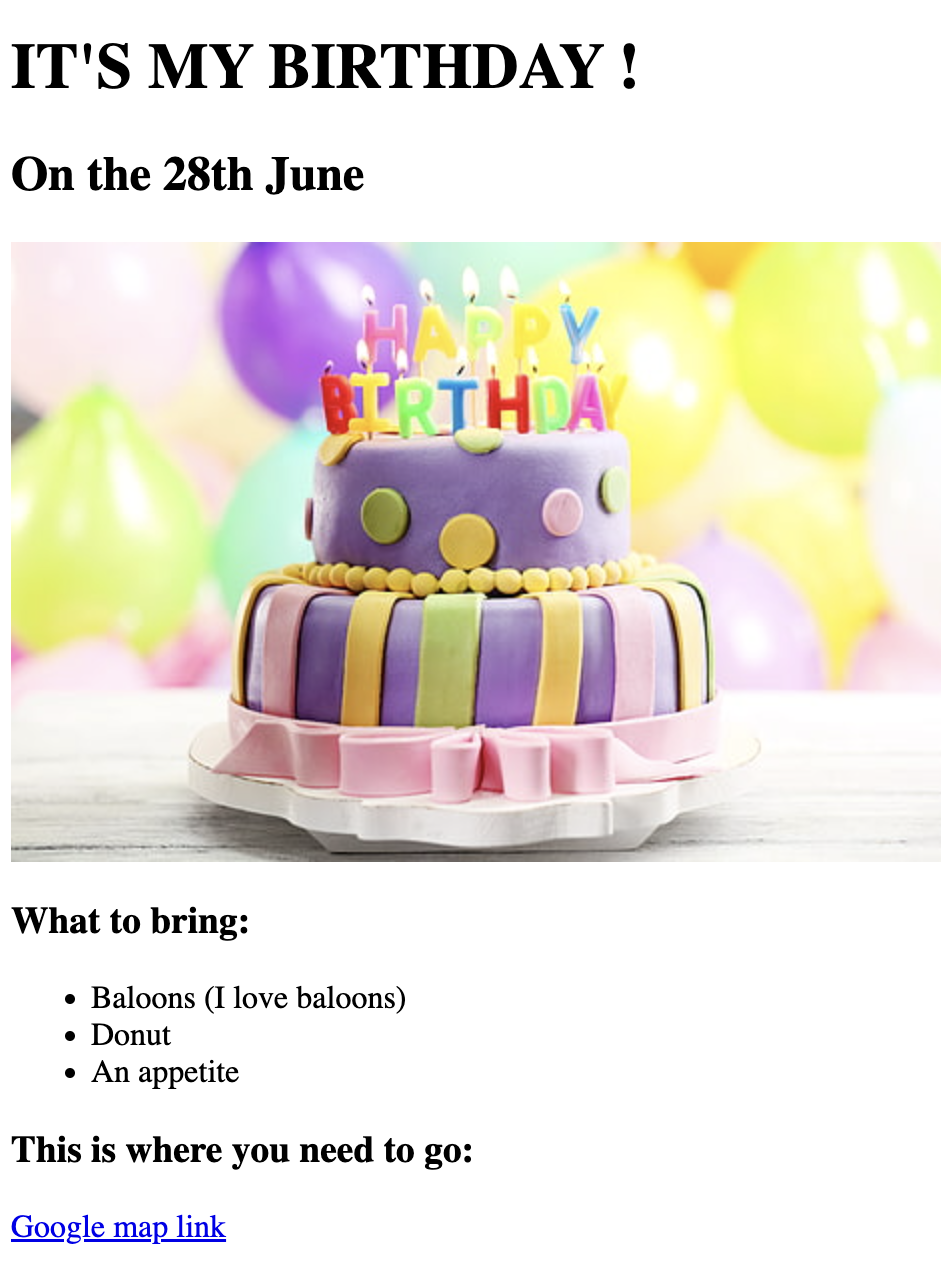 IT'S MY BIRTHDAY !
On the 28th June
HAPPY
BIRTHDAY
What to bring:
Baloons (I love baloons)
Donut
An appetite
This is where you need to go:
Google map link